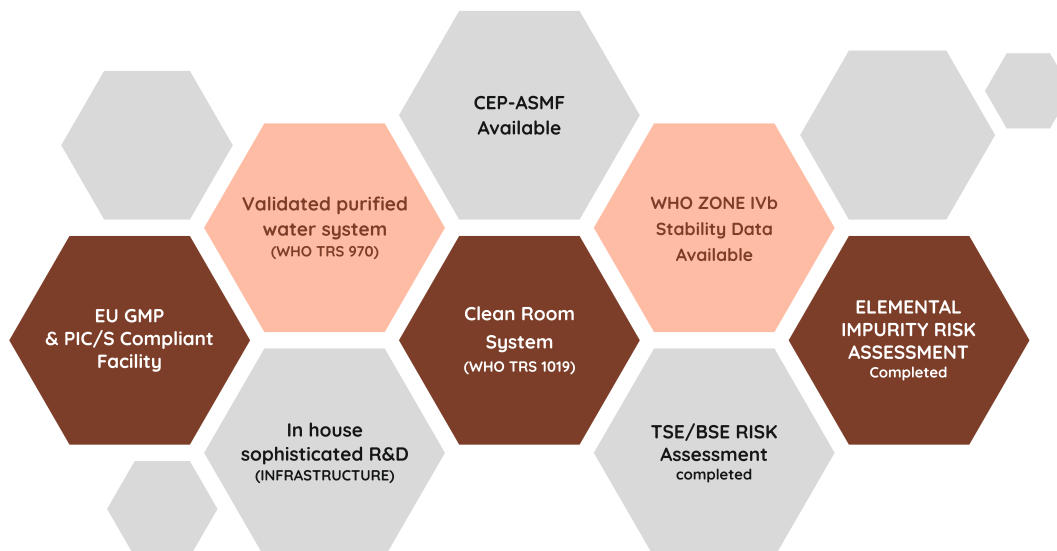 CEP-ASMF
Available
Validated purified
water system
(WHO TRS 970)
WHO ZONE IVb
Stability Data
Available
EU GMP
& PIC/S Compliant
Facility
Clean Room
System
(WHO TRS 1019)
ELEMENTAL
IMPURITY RISK
ASSESSMENT
Completed
In house
sophisticated R&D
(INFRASTRUCTURE)
TSE/BSE RISK
Assessment
completed